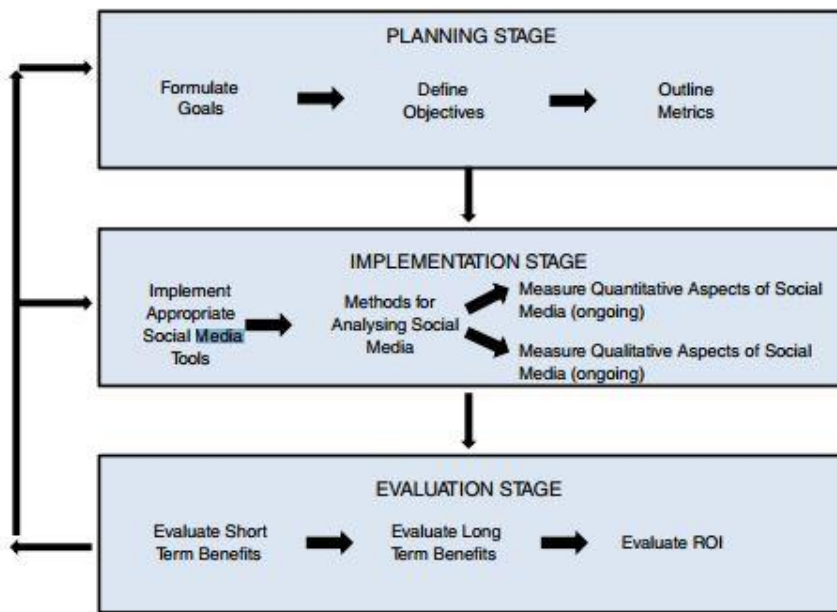 PLANNING STAGE
Formulate
Goals
Define
Objectives
Outline
Metrics
IMPLEMENTATION STAGE
Implement
Appropriate
Social Media
Tools
Methods for
Analysing Social
Media
Measure Quantitative Aspects of Social
Media (ongoing)
Measure Qualitative Aspects of Social
Media (ongoing)
EVALUATION STAGE
Evaluate Short
Term Benefits
Evaluate Long
Term Benefits
Evaluate ROI